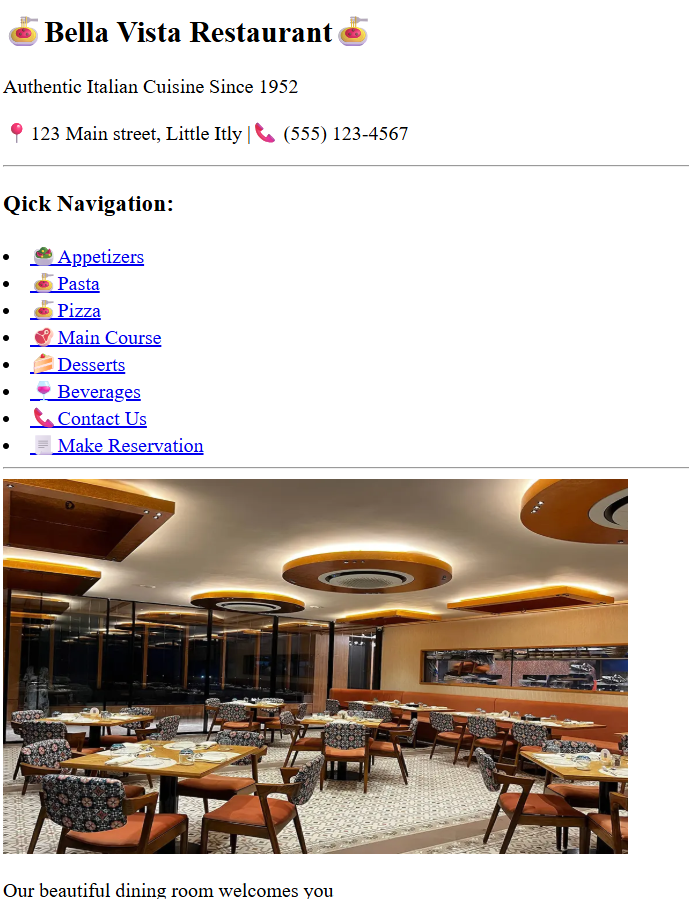 🍝Bella Vista Restaurant🍝
Authentic Italian Cuisine Since 1952
📍123 Main street, Little Itly |📞 (555) 123-4567
Qick Navigation:
• 🥗Appetizers
• 🍝Pasta
• 🍝Pizza
• 🥩Main Course
• 🍰Desserts
• 🍷Beverages
• 📞Contact Us
• 📃Make Reservation
Our beautiful dining room welcomes you